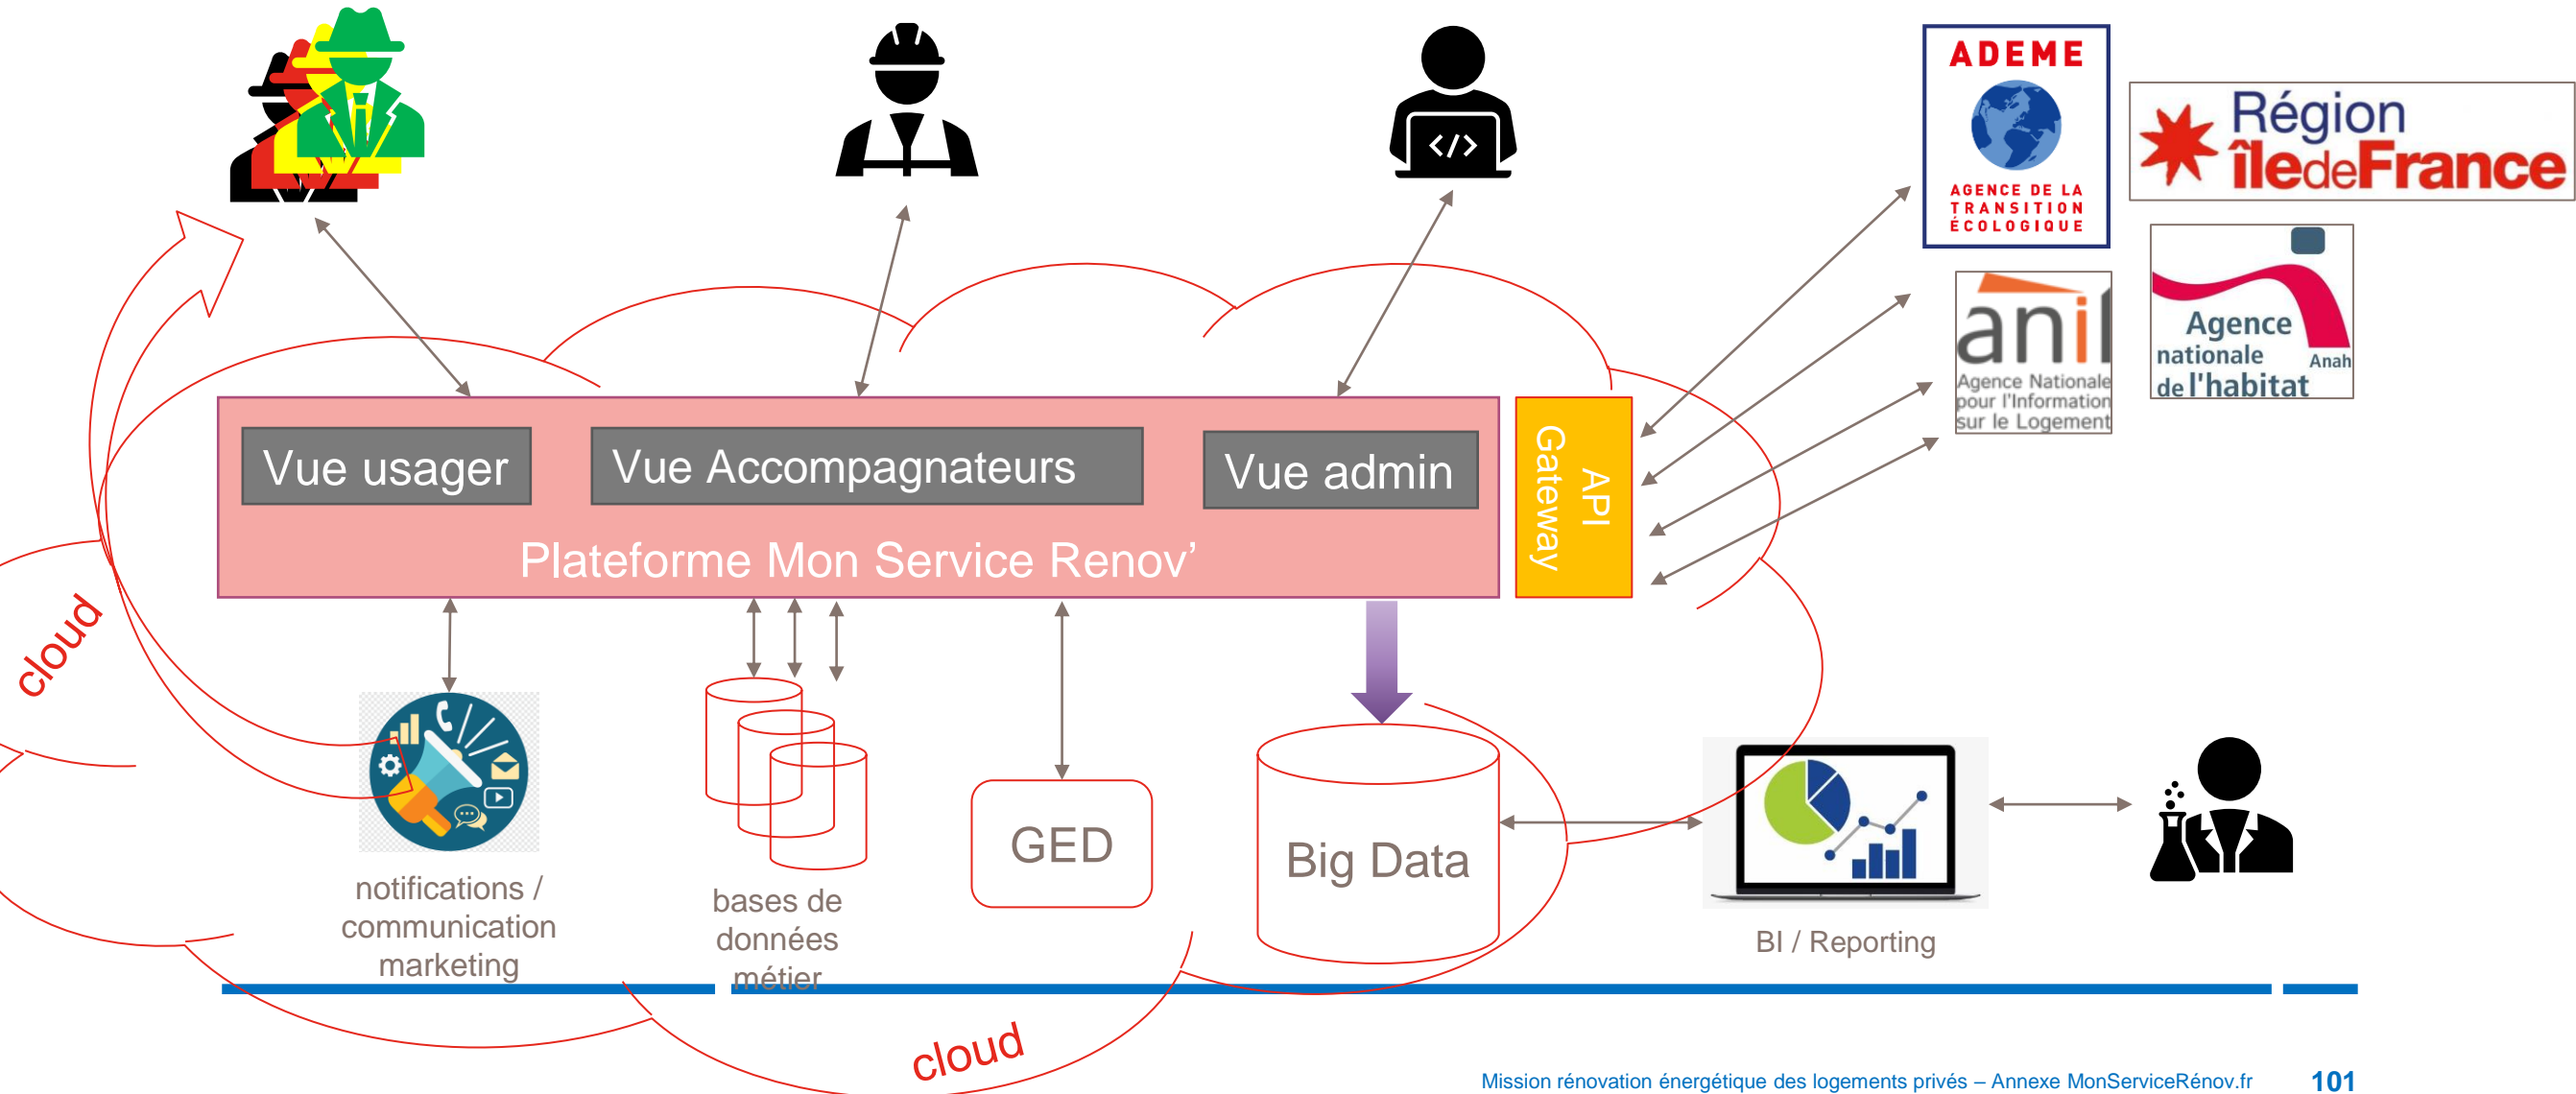 ADEME
AGENCE DE LA
TRANSITION
ÉCOLOGIQUE
Région
îledeFrance
anil
Agence Nationale
pour l'Information
sur le Logement
Agence
nationale
de l'habitat
Anah
</>
Vue usager
Vue Accompagnateurs
Vue admin
Plateforme Mon Service Renov’
API
Gateway
cloud
notifications /
communication
marketing
bases de
données
métier
GED
Big Data
BI / Reporting
cloud
Mission rénovation énergétique des logements privés – Annexe MonServiceRénov.fr
101